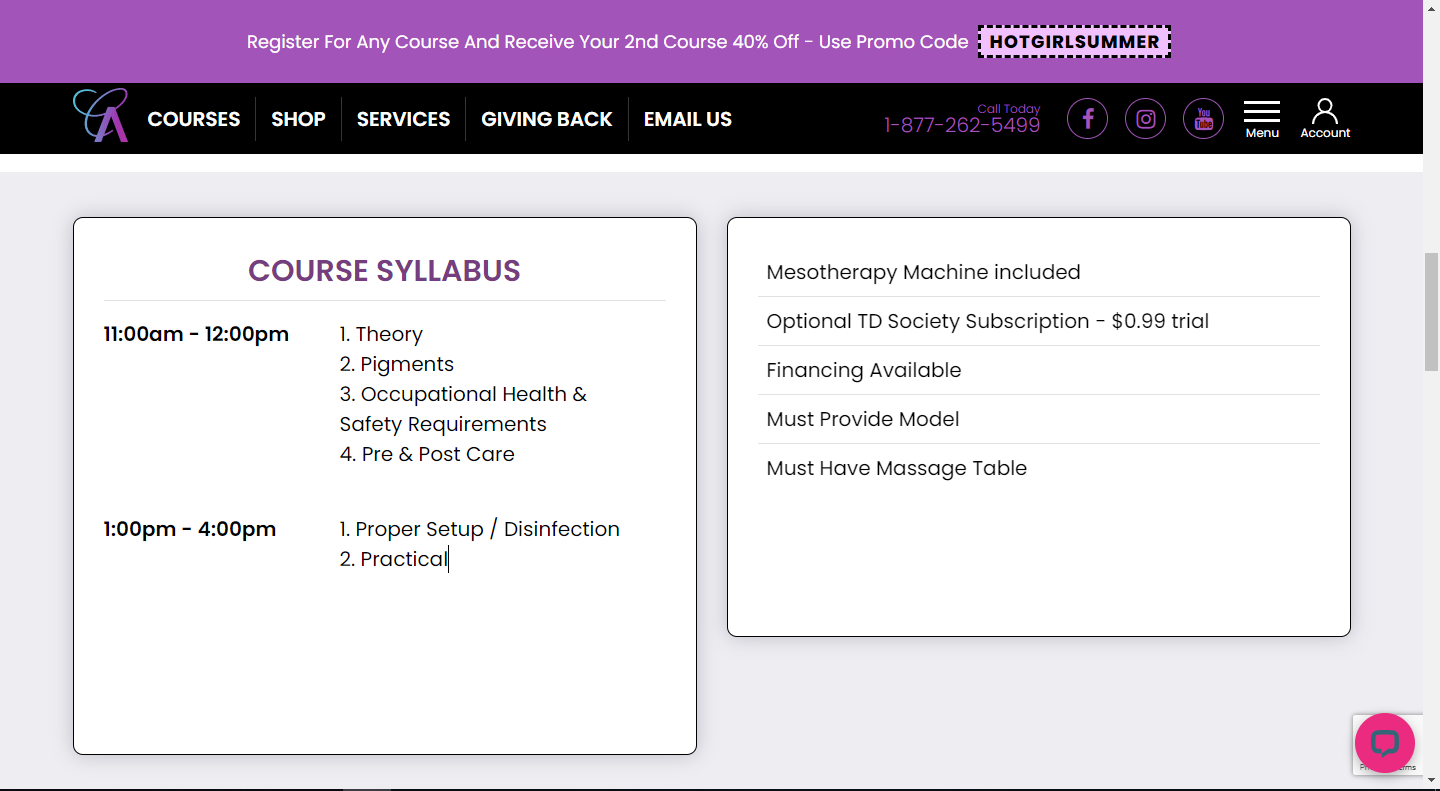 Register For Any Course And Receive Your 2nd Course 40% Off - Use Promo Code HOTGIRLSUMMER
COURSES SHOP SERVICES GIVING BACK EMAIL US
Call Today
1-877-262-5499
You
Tube
Menu
Account
COURSE SYLLABUS
11:00am - 12:00pm
1. Theory
2. Pigments
3. Occupational Health &
Safety Requirements
4. Pre & Post Care
1:00pm - 4:00pm
1. Proper Setup / Disinfection
2. Practical
Mesotherapy Machine included
Optional TD Society Subscription - $0.99 trial
Financing Available
Must Provide Model
Must Have Massage Table